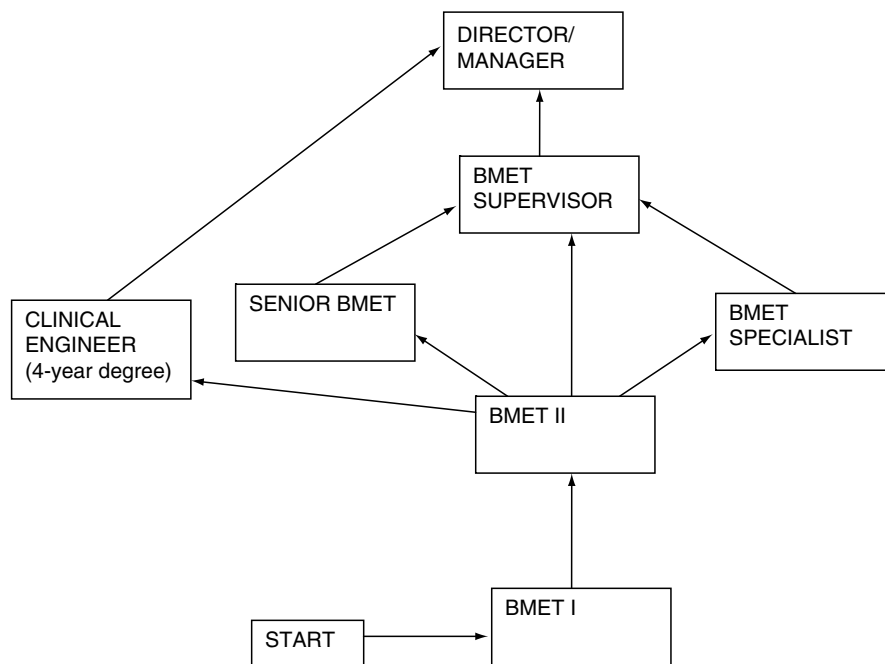 DIRECTOR/
MANAGER
BMET
SUPERVISOR
SENIOR BMET
BMET
SPECIALIST
CLINICAL
ENGINEER
(4-year degree)
BMET II
BMET I
START